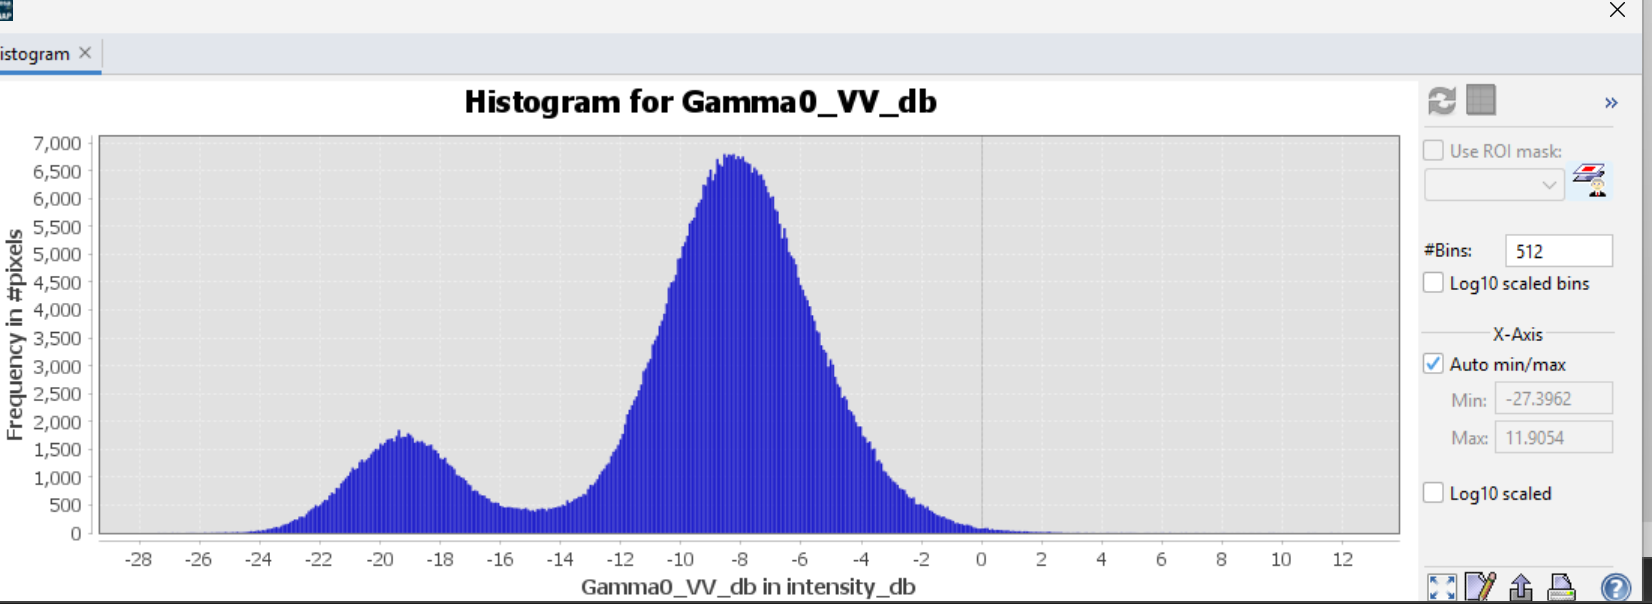 istogram ×
Histogram for Gamma0_VV_db
»
7,000
6,500
6,000
5,500
5,000
4,500
4,000
3,500
3,000
2,500
2,000
1,500
1,000
500
0
Frequency in #pixels
-28 -26 -24 -22 -20 -18 -16 -14 -12 -10 -8 -6 -4 -2 0 2 4 6 8 10 12
Gamma0_VV_db in intensity_db
Use ROI mask:
#Bins: 512
Log10 scaled bins
X-Axis
Auto min/max
Min: -27.3962
Max: 11.9054
Log10 scaled
?